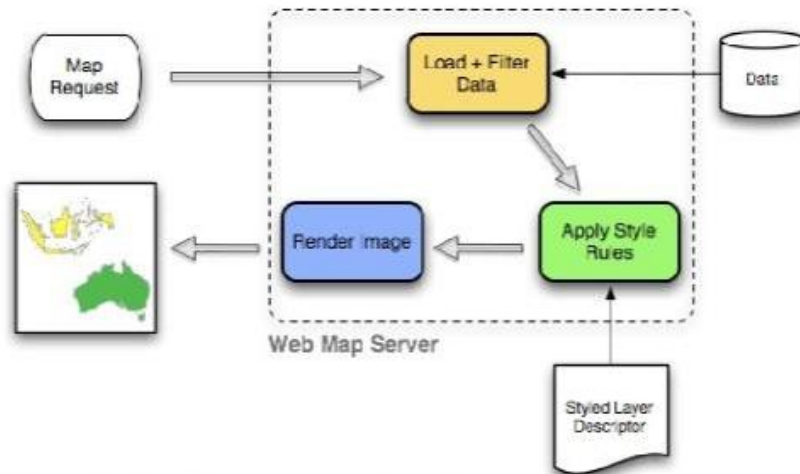 Map
Request
Load + Filter
Data
Data
Render Image
Apply Style
Rules
Web Map Server
Styled Layer
Descriptor